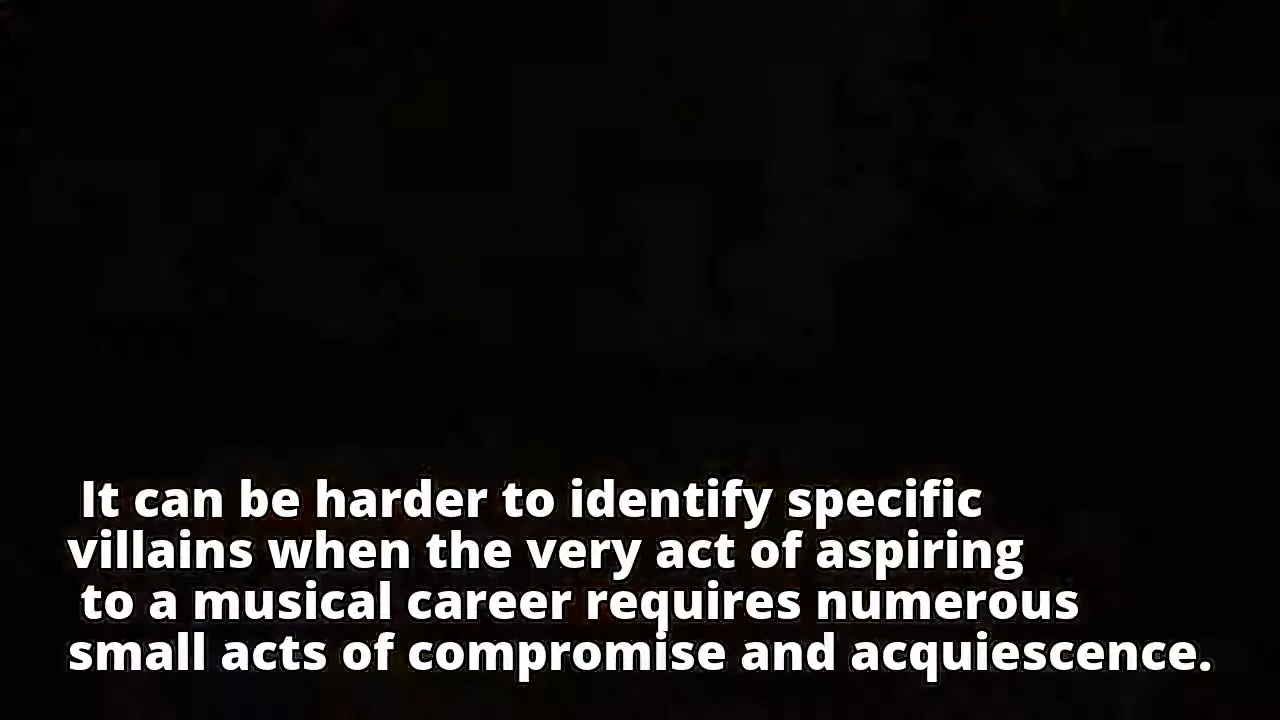 It can be harder to identify specific
villains when the very act of aspiring
to a musical career requires numerous
small acts of compromise and acquiescence.